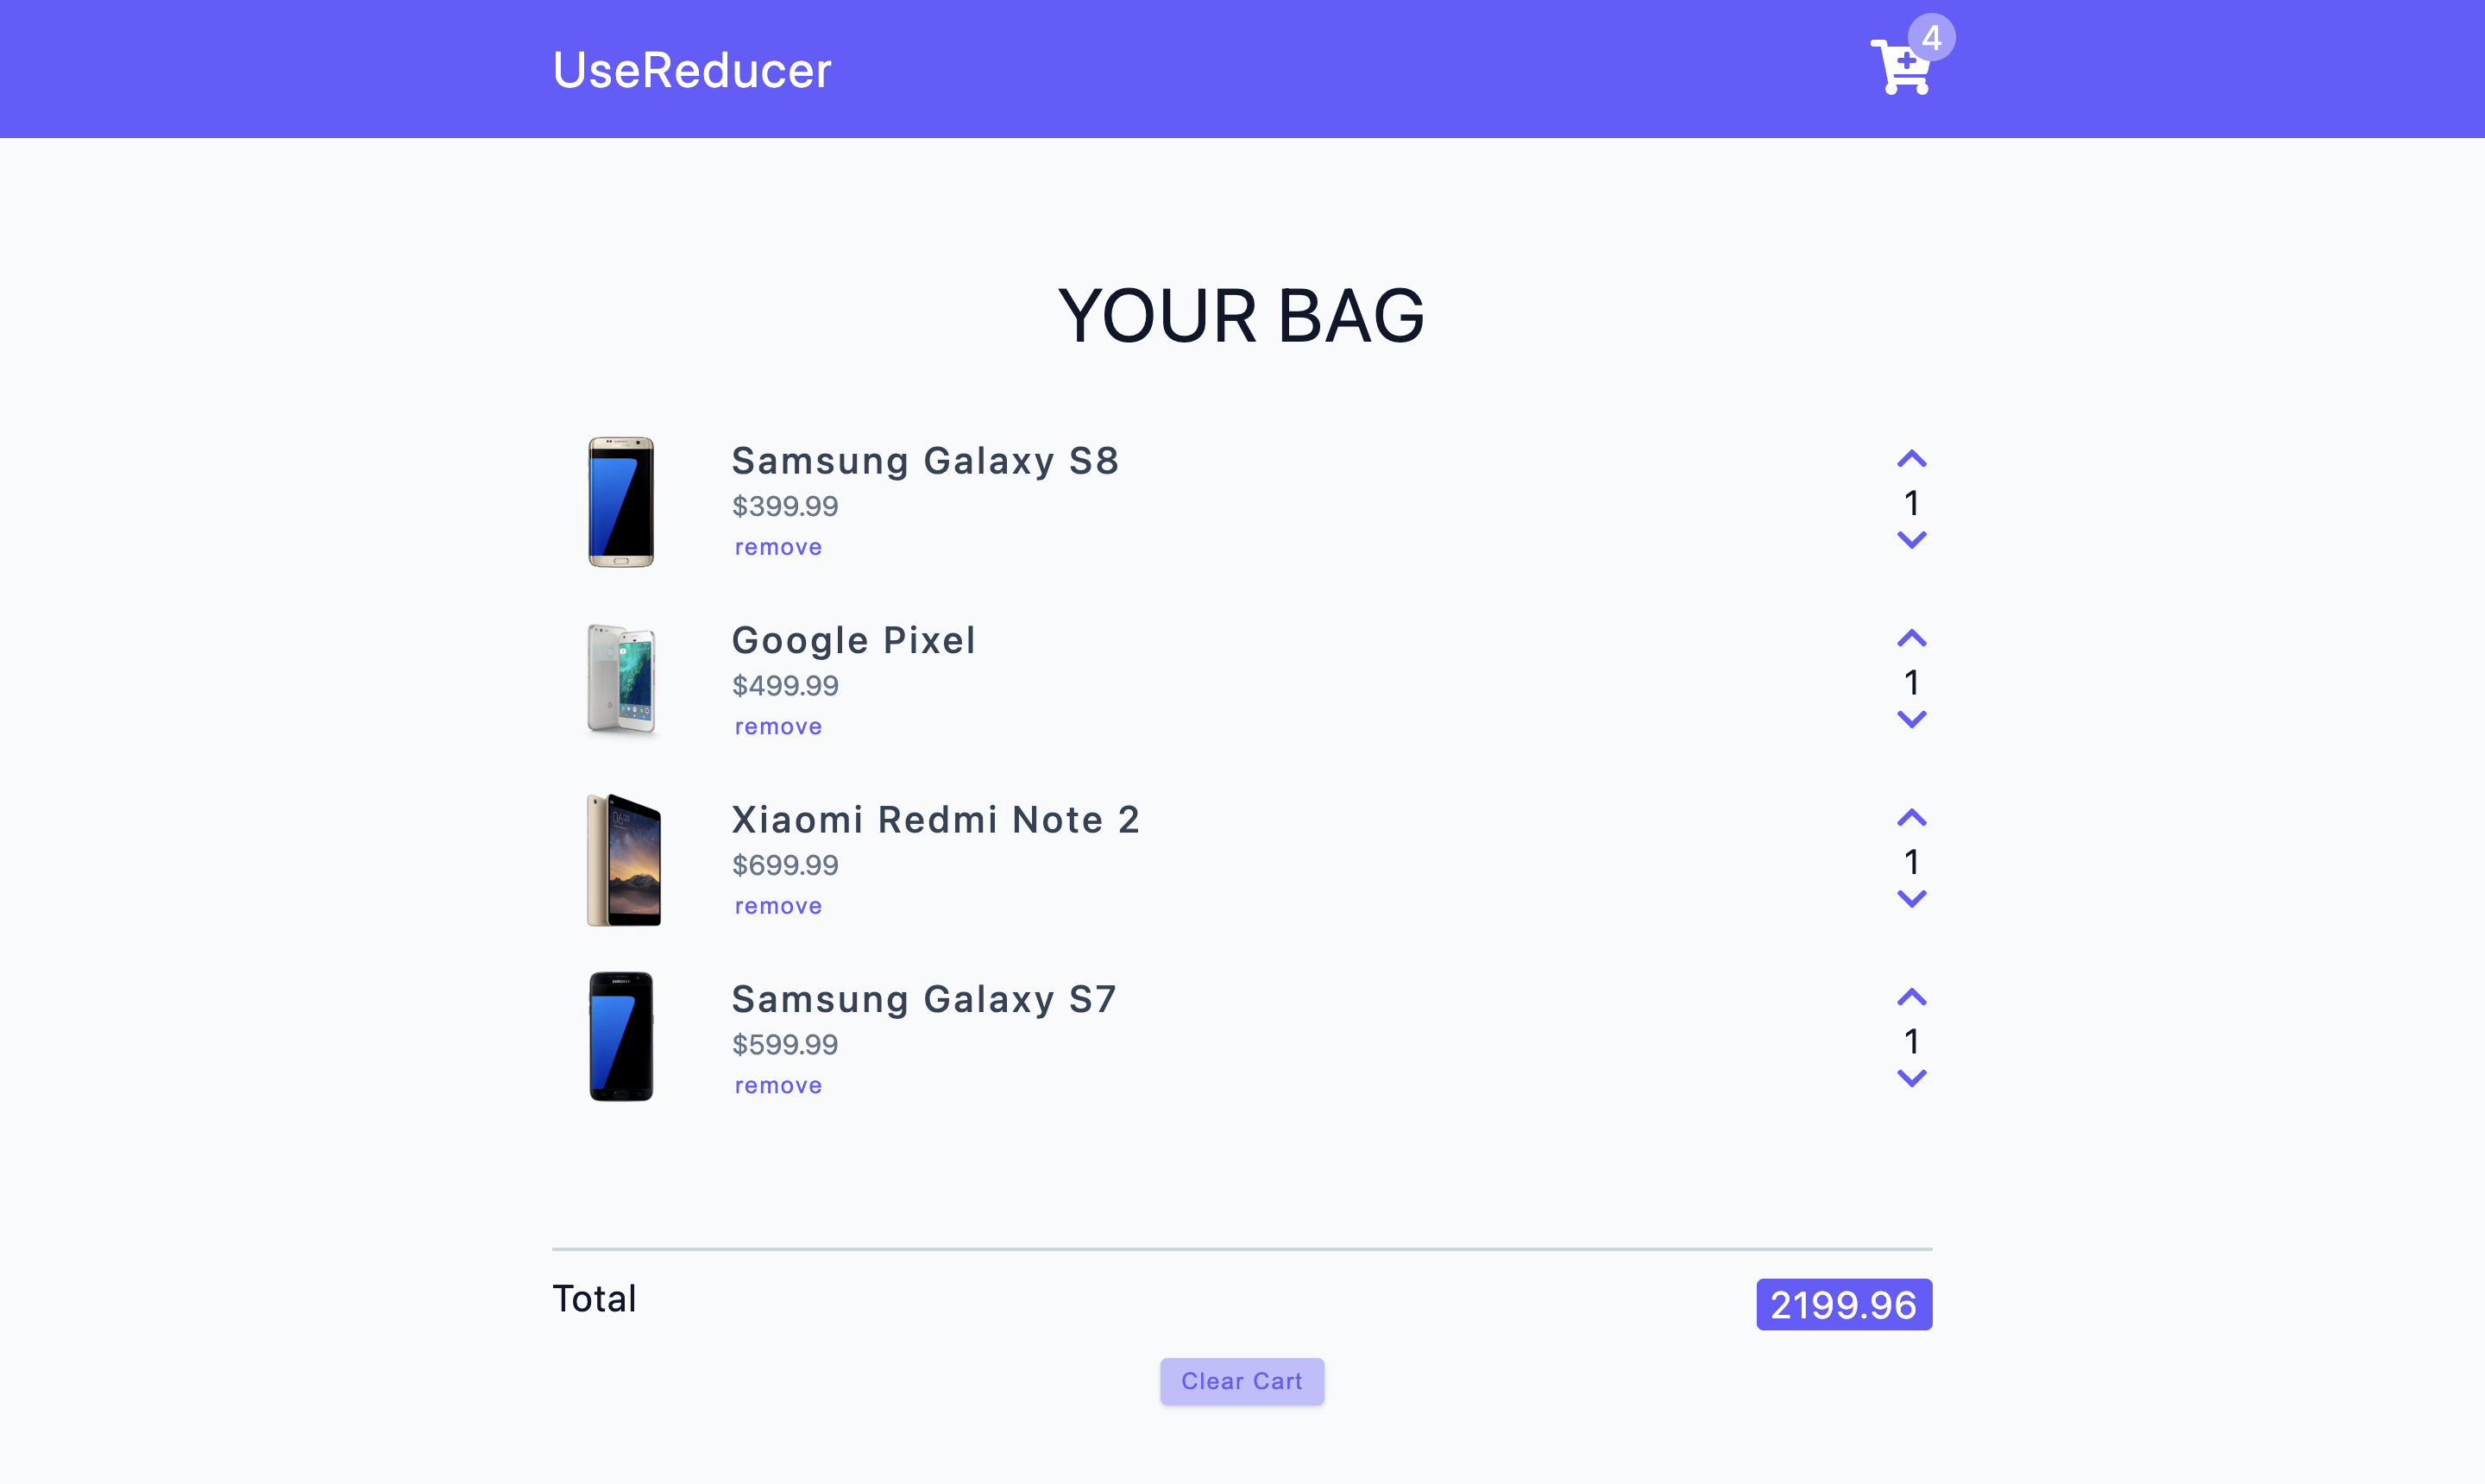 UseReducer
4
YOUR BAG
Samsung Galaxy S8
$399.99
remove
1
Google Pixel
$499.99
remove
1
Xiaomi Redmi Note 2
$699.99
remove
1
Samsung Galaxy S7
$599.99
remove
1
Total
2199.96
Clear Cart